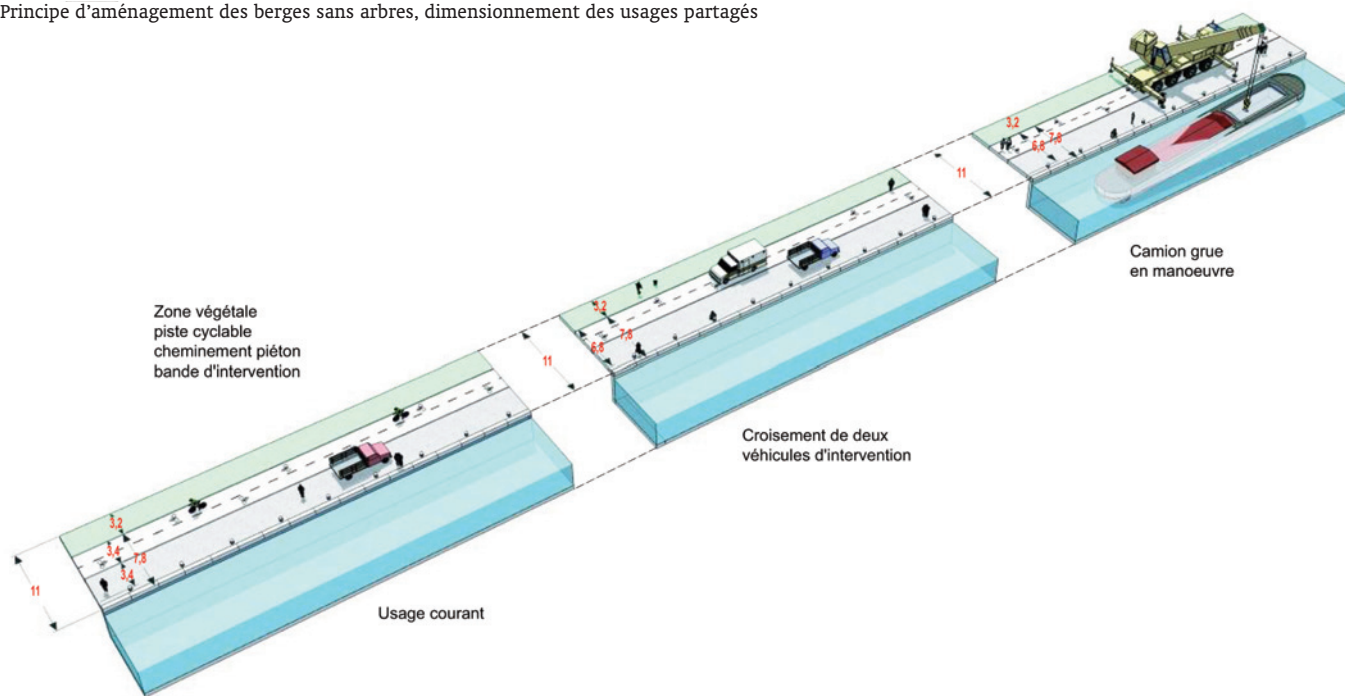 Principe d’aménagement des berges sans arbres, dimensionnement des usages partagés
3,2
7,8
6,8
11
Camion grue
en manoeuvre
Zone végétale
piste cyclable
cheminement piéton
bande d'intervention
3,2
7,8
6,8
11
Croisement de deux
véhicules d'intervention
3,2
3,4
7,8
3,4
11
Usage courant